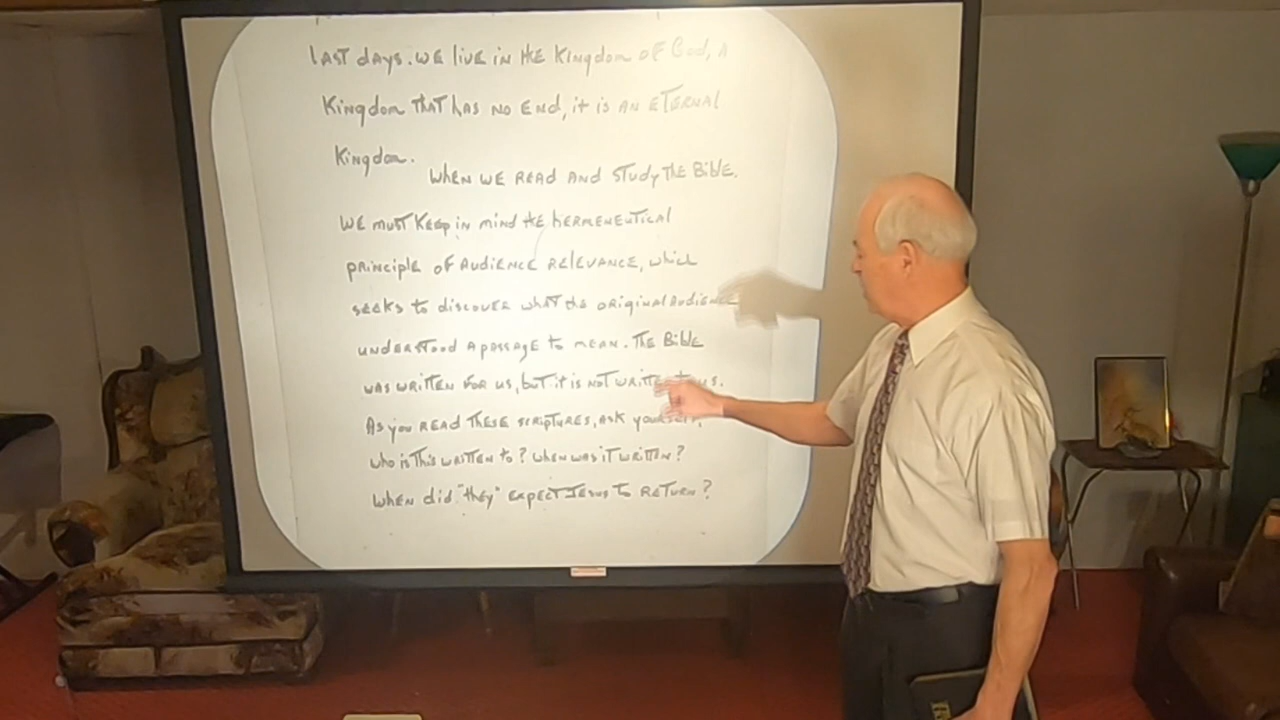 LAST days. WE live in the Kingdom OF God, A
Kingdom THAT has NO END, it is AN ETERNAL
Kingdom.
WHEN WE READ AND STUDY THE BiblE.
WE MUST KEEP in mind the HERMENEUTICAL
PRINCIPLE OF AUDIENCE RELEVANCE, which
seeks to discover what the ORIGINAL AUDIENCE
UNDERSTOOD A PASSAGE to MEAN. THE BiblE
WAS WRITTEN FOR US, BUT it is NOT WRITTEN to us.
As you READ THESE SCRIPTURES, ASK YOURSELF,
who is This WRITTEN to? WHEN WAS iT WRITTEN?
WHEN did "they" EXPECT JESUS To RETURN?